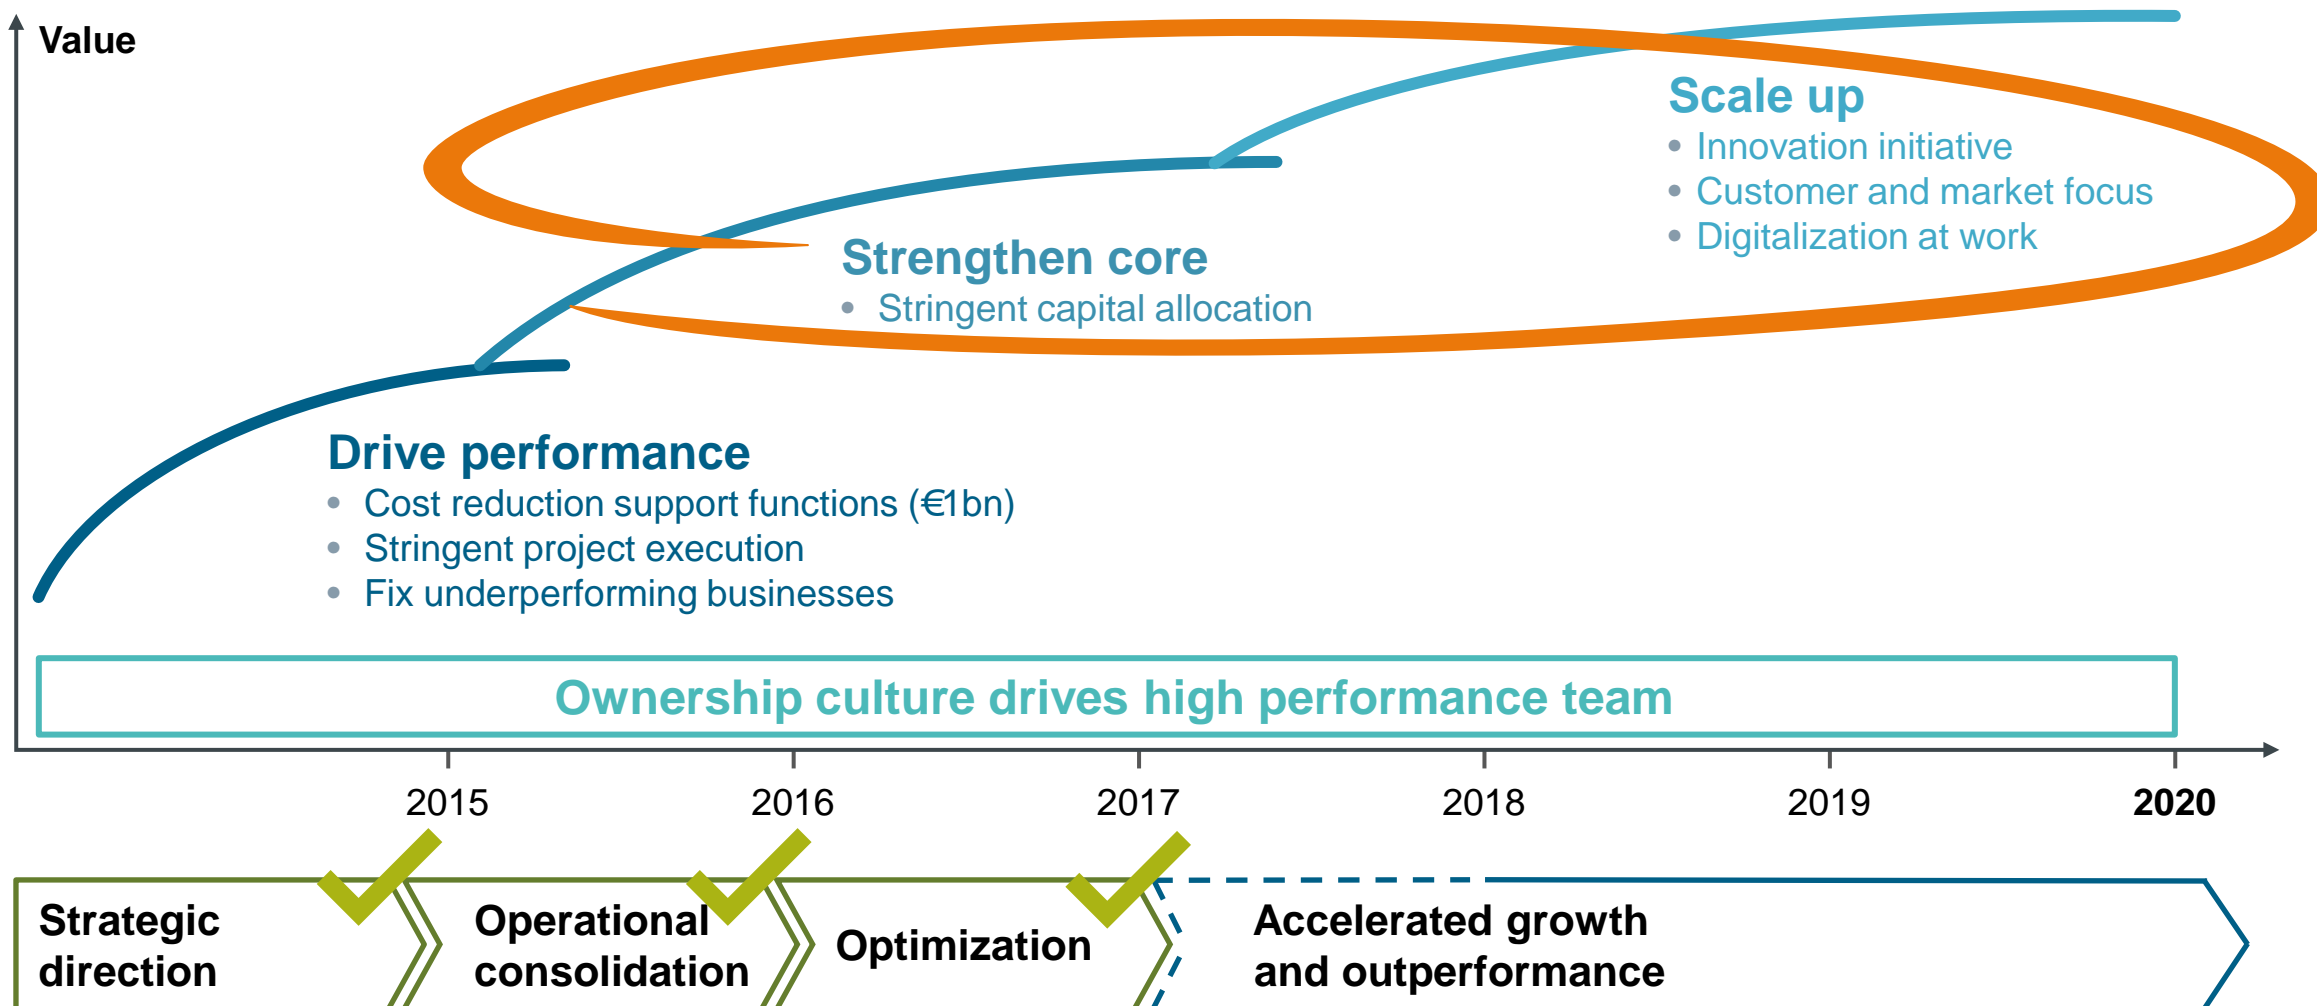 Value
Scale up
• Innovation initiative
• Customer and market focus
• Digitalization at work
Strengthen core
• Stringent capital allocation
Drive performance
• Cost reduction support functions (€1bn)
• Stringent project execution
• Fix underperforming businesses
Ownership culture drives high performance team
2015 2016 2017 2018 2019 2020
Strategic
direction
Operational
consolidation
Optimization
Accelerated growth
and outperformance